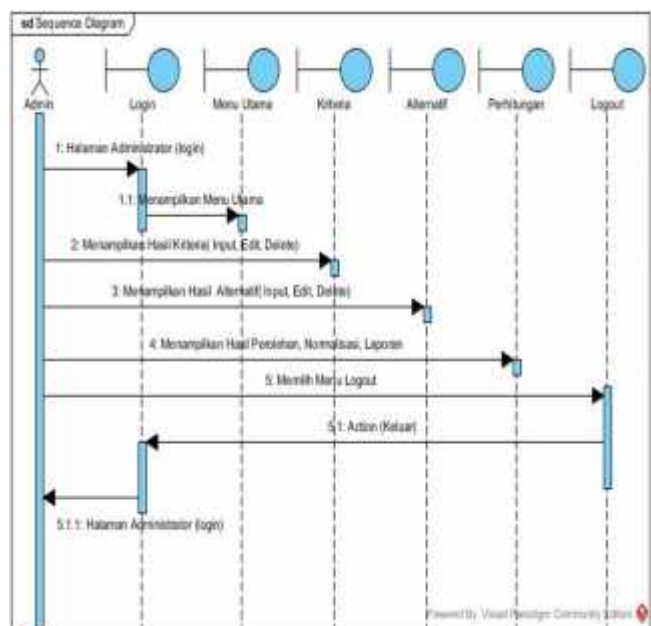 sd Sequence Diagram
Admin Login Menu Utama Kriteria Alternatif Perhitungan Logout
1: Halaman Administrator (login)
1.1: Menampilkan Menu Utama
2: Menampilkan Hasil Kriteria( Input, Edit, Delete)
3: Menampilkan Hasil Alternatif( Input, Edit, Delete)
4: Menampilkan Hasil Perolehan, Normalisasi, Laporan
5: Memilih Menu Logout
5.1: Action (Keluar)
5.1.1: Halaman Administrator (login)
Powered By Visual Paradigm Community Edition